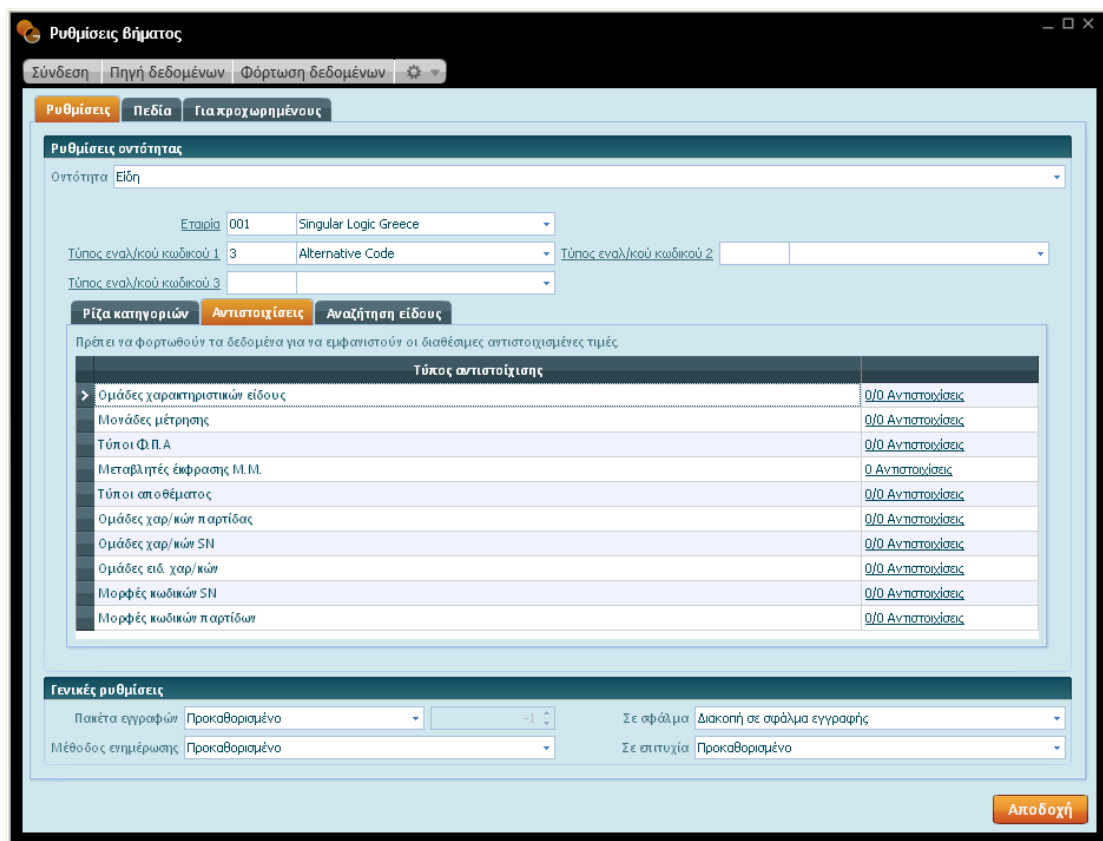 Ρυθμίσεις βήματος
Σύνδεση Πηγή δεδομένων Φόρτωση δεδομένων
Ρυθμίσεις Πεδία Για προχωρημένους
Ρυθμίσεις οντότητας
Οντότητα Είδη
Εταιρία 001 Singular Logic Greece
Τύπος εναλ/κού κωδικού 1 3 Alternative Code Τύπος εναλ/κού κωδικού 2
Τύπος εναλ/κού κωδικού 3
Ρίζα κατηγοριών Αντιστοιχίσεις Αναζήτηση είδους
Πρέπει να φορτωθούν τα δεδομένα για να εμφανιστούν οι διαθέσιμες αντιστοιχισμένες τιμές.
Τύπος αντιστοίχισης
Ομάδες χαρακτηριστικών είδους 0/0 Αντιστοιχίσεις
Μονάδες μέτρησης 0/0 Αντιστοιχίσεις
Τύποι Φ.Π.Α 0/0 Αντιστοιχίσεις
Μεταβλητές έκφρασης Μ.Μ. 0 Αντιστοιχίσεις
Τύποι αποθέματος 0/0 Αντιστοιχίσεις
Ομάδες χαρ/κών παρτίδας 0/0 Αντιστοιχίσεις
Ομάδες χαρ/κών SN 0/0 Αντιστοιχίσεις
Ομάδες ειδ. χαρ/κών 0/0 Αντιστοιχίσεις
Μορφές κωδικών SN 0/0 Αντιστοιχίσεις
Μορφές κωδικών παρτίδων 0/0 Αντιστοιχίσεις
Γενικές ρυθμίσεις
Πακέτα εγγραφών Προκαθορισμένο -1 Σε σφάλμα Διακοπή σε σφάλμα εγγραφής
Μέθοδος ενημέρωσης Προκαθορισμένο Σε επιτυχία Προκαθορισμένο
Αποδοχή